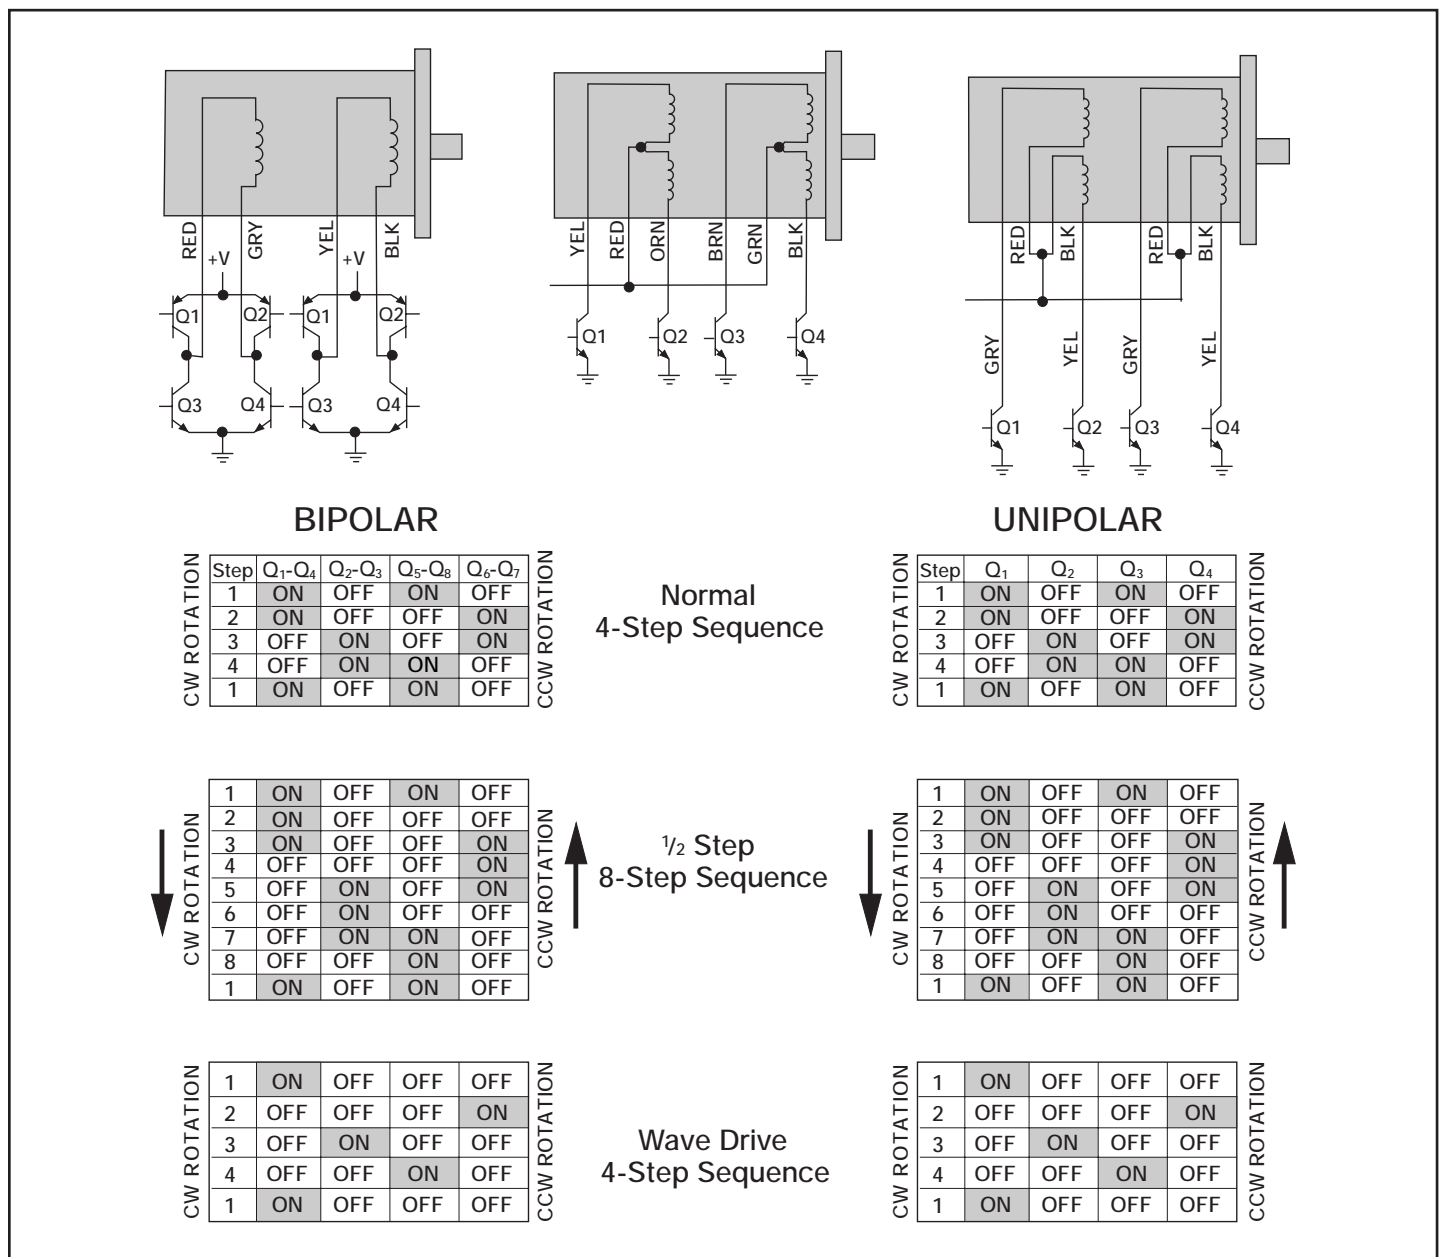 RED
GRY
YEL
BLK
+V
+V
Q1
Q2
Q1
Q2
Q3
Q4
Q3
Q4
YEL
RED
ORN
BRN
GRN
BLK
Q1
Q2
Q3
Q4
RED
BLK
RED
BLK
GRY
YEL
GRY
YEL
Q1
Q2
Q3
Q4
BIPOLAR
UNIPOLAR
CW ROTATION
Step Q₁-Q₄ Q₂-Q₃ Q₅-Q₈ Q₆-Q₇
1 ON OFF ON OFF
2 ON OFF OFF ON
3 OFF ON OFF ON
4 OFF ON ON OFF
1 ON OFF ON OFF
CCW ROTATION
Normal
4-Step Sequence
CW ROTATION
Step Q₁ Q₂ Q₃ Q₄
1 ON OFF ON OFF
2 ON OFF OFF ON
3 OFF ON OFF ON
4 OFF ON ON OFF
1 ON OFF ON OFF
CCW ROTATION
CW ROTATION
1 ON OFF ON OFF
2 ON OFF OFF OFF
3 ON OFF OFF ON
4 OFF OFF OFF ON
5 OFF ON OFF ON
6 OFF ON OFF OFF
7 OFF ON ON OFF
8 OFF OFF ON OFF
1 ON OFF ON OFF
CCW ROTATION
1/2 Step
8-Step Sequence
CW ROTATION
1 ON OFF ON OFF
2 ON OFF OFF OFF
3 ON OFF OFF ON
4 OFF OFF OFF ON
5 OFF ON OFF ON
6 OFF ON OFF OFF
7 OFF ON ON OFF
8 OFF OFF ON OFF
1 ON OFF ON OFF
CCW ROTATION
CW ROTATION
1 ON OFF OFF OFF
2 OFF OFF OFF ON
3 OFF ON OFF OFF
4 OFF OFF ON OFF
1 ON OFF OFF OFF
CCW ROTATION
Wave Drive
4-Step Sequence
CW ROTATION
1 ON OFF OFF OFF
2 OFF OFF OFF ON
3 OFF ON OFF OFF
4 OFF OFF ON OFF
1 ON OFF OFF OFF
CCW ROTATION